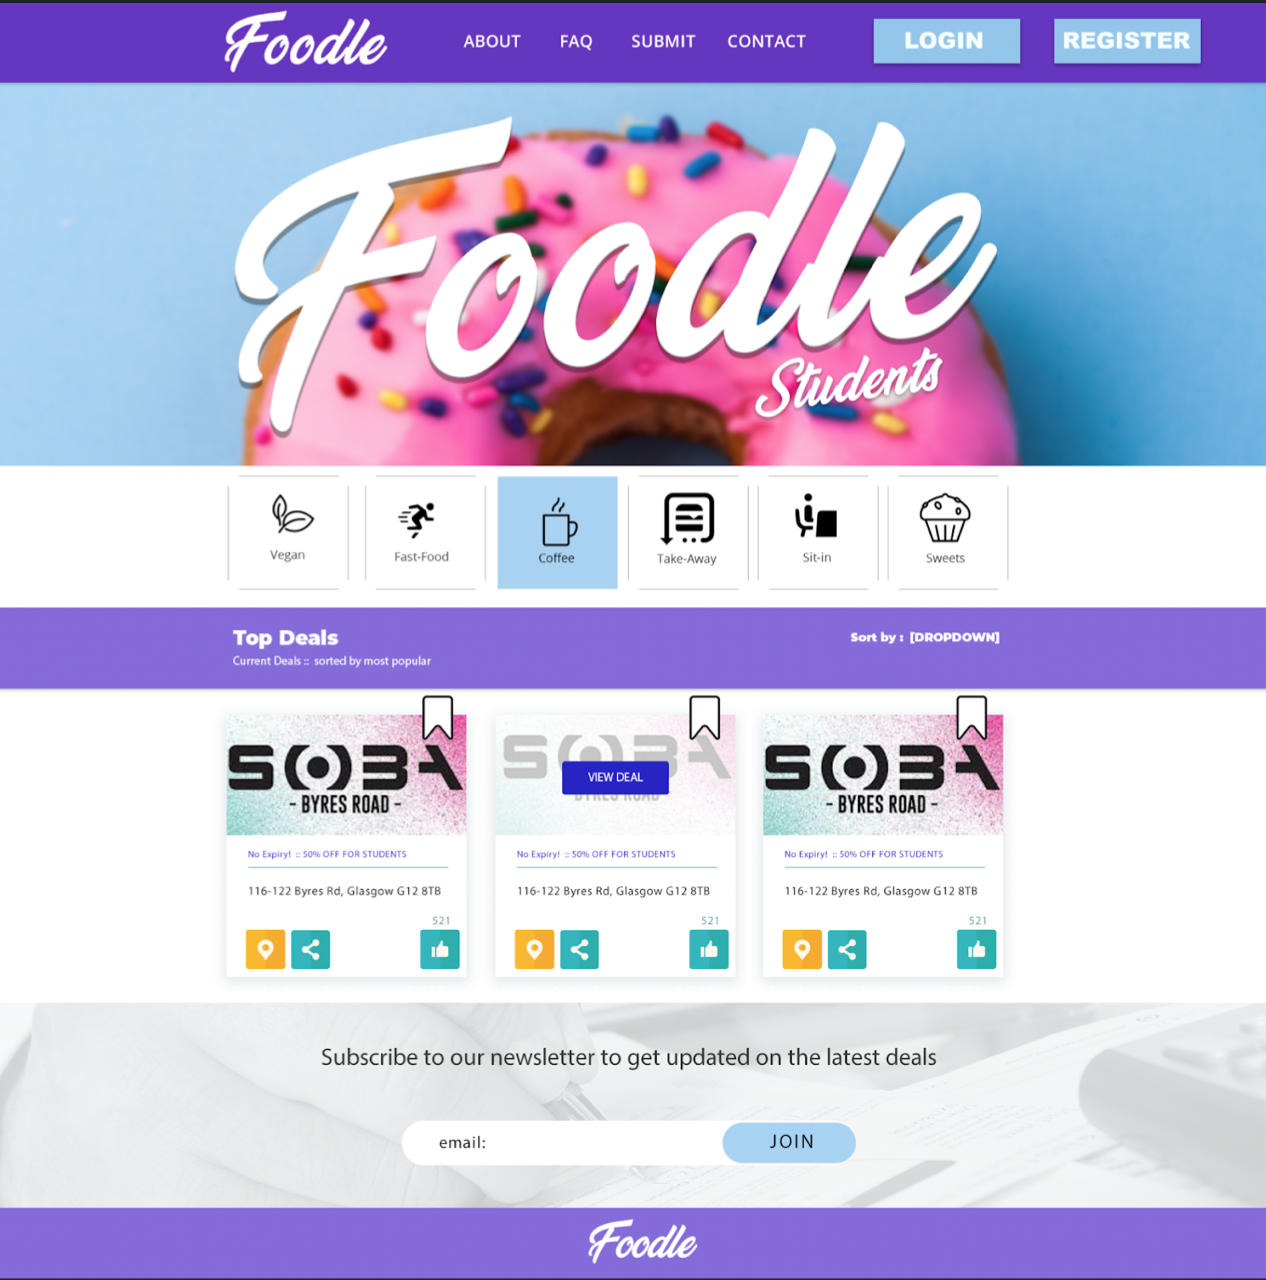 Foodle
ABOUT FAQ SUBMIT CONTACT
LOGIN REGISTER
Foodle
Students
Vegan Fast-Food Coffee Take-Away Sit-in Sweets
Top Deals
Current Deals :: sorted by most popular
Sort by : [DROPDOWN]
SOBA
- BYRES ROAD -
No Expiry! :: 50% OFF FOR STUDENTS
116-122 Byres Rd, Glasgow G12 8TB
521
SOBA
VIEW DEAL
BYRES ROAD
No Expiry! :: 50% OFF FOR STUDENTS
116-122 Byres Rd, Glasgow G12 8TB
521
SOBA
- BYRES ROAD -
No Expiry! :: 50% OFF FOR STUDENTS
116-122 Byres Rd, Glasgow G12 8TB
521
Subscribe to our newsletter to get updated on the latest deals
email: JOIN
Foodle